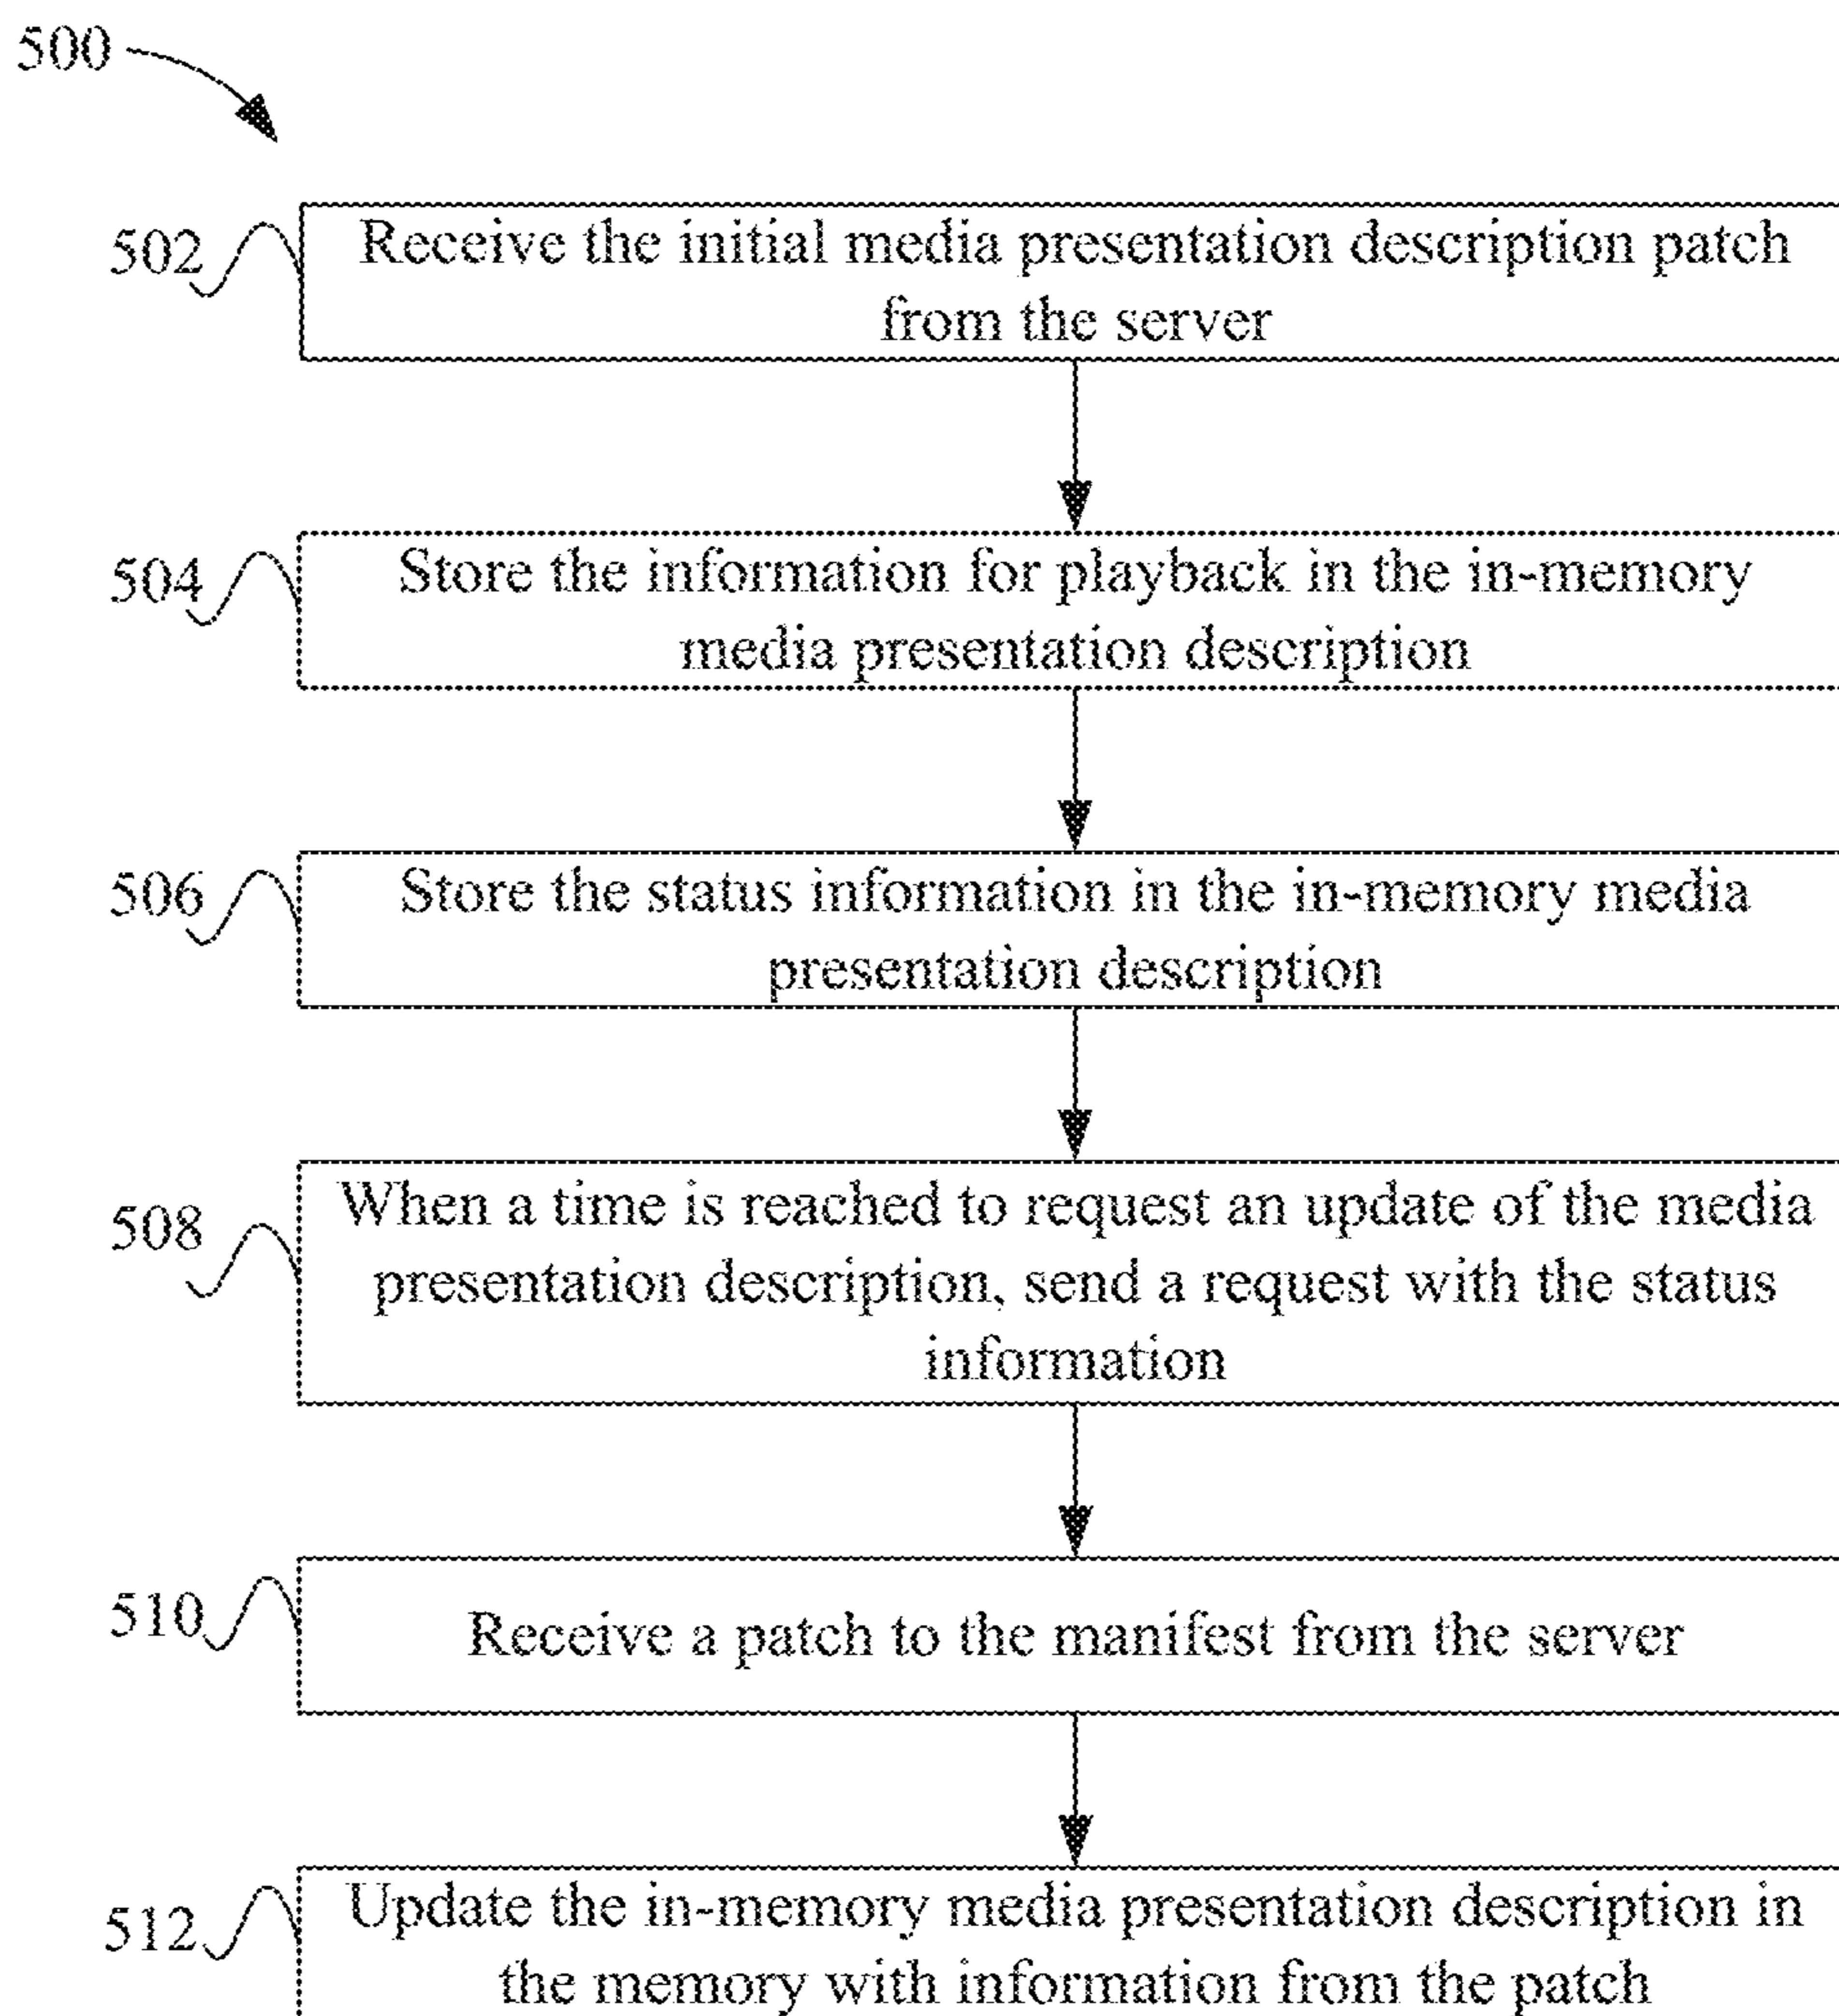 500
502
Receive the initial media presentation description patch
from the server
504
Store the information for playback in the in-memory
media presentation description
506
Store the status information in the in-memory media
presentation description
508
When a time is reached to request an update of the media
presentation description, send a request with the status
information
510
Receive a patch to the manifest from the server
512
Update the in-memory media presentation description in
the memory with information from the patch